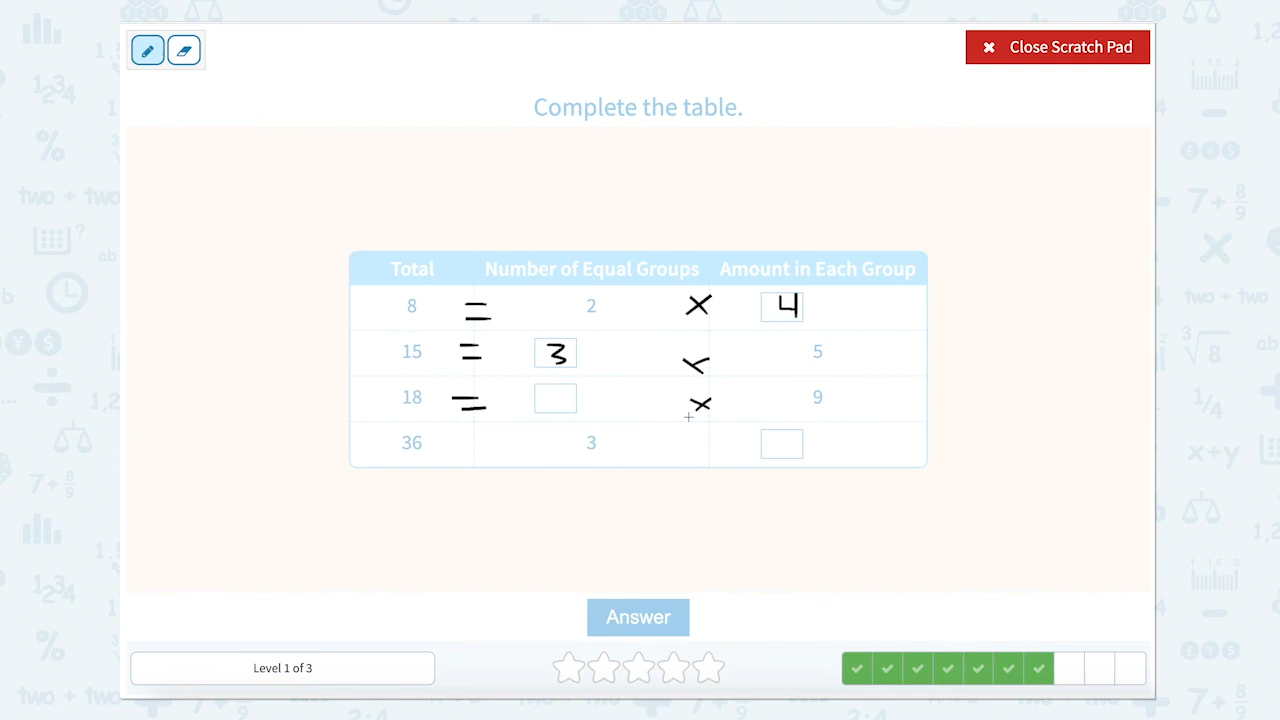 Close Scratch Pad
Complete the table.
Total Number of Equal Groups Amount in Each Group
8 = 2 × 4
15 = 3 5
18 = × 9
36 3
Answer
Level 1 of 3